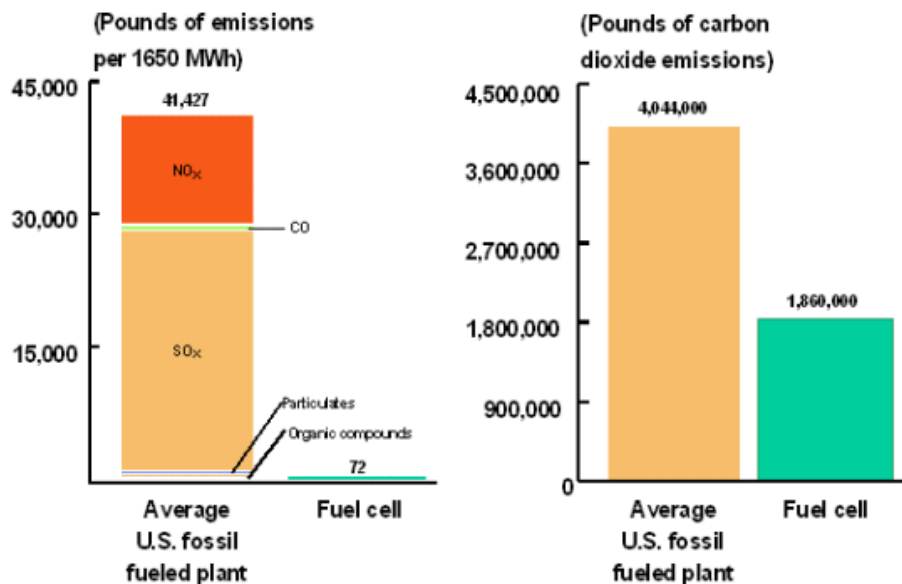 (Pounds of emissions
per 1650 MWh)
45,000
41,427
NOx
30,000
CO
15,000
SOx
Particulates
Organic compounds
72
Average
U.S. fossil
fueled plant
Fuel cell
(Pounds of carbon
dioxide emissions)
4,500,000
4,044,000
3,600,000
2,700,000
1,860,000
1,800,000
900,000
0
Average
U.S. fossil
fueled plant
Fuel cell